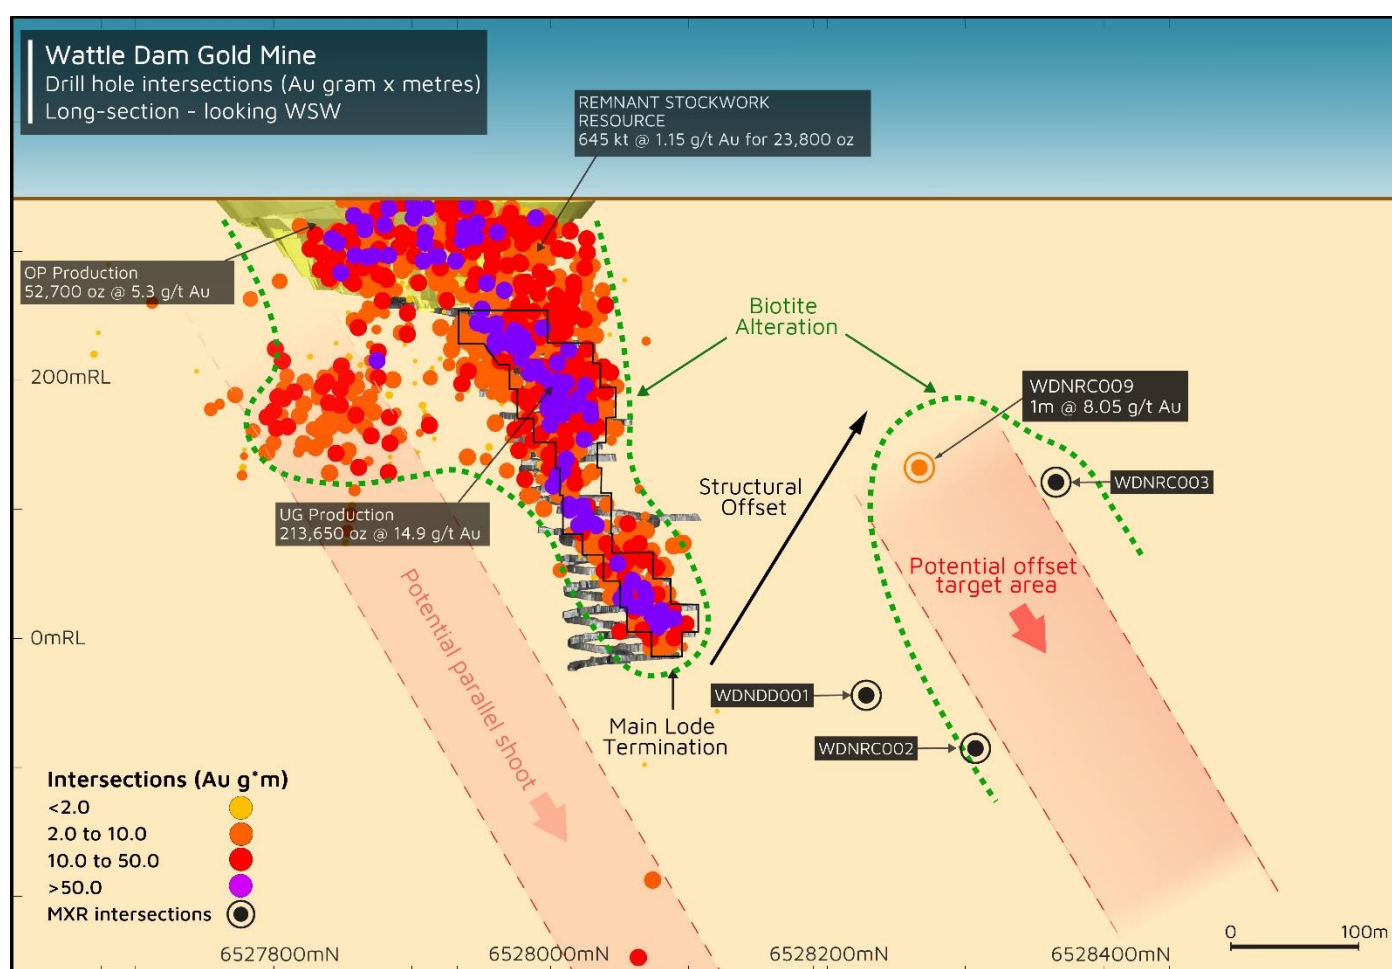 Wattle Dam Gold Mine
Drill hole intersections (Au gram x metres)
Long-section - looking WSW
REMNANT STOCKWORK
RESOURCE
645 kt @ 1.15 g/t Au for 23,800 oz
OP Production
52,700 oz @ 5.3 g/t Au
Biotite
Alteration
200mRL
WDNRC009
1m @ 8.05 g/t Au
WDNRC003
Structural
Offset
UG Production
213,650 oz @ 14.9 g/t Au
Potential offset
target area
Potential parallel shoot
0mRL
WDNDD001
Main Lode
Termination
WDNRC002
Intersections (Au g*m)
<2.0
2.0 to 10.0
10.0 to 50.0
>50.0
MXR intersections
0 100m
6527800mN 6528000mN 6528200mN 6528400mN